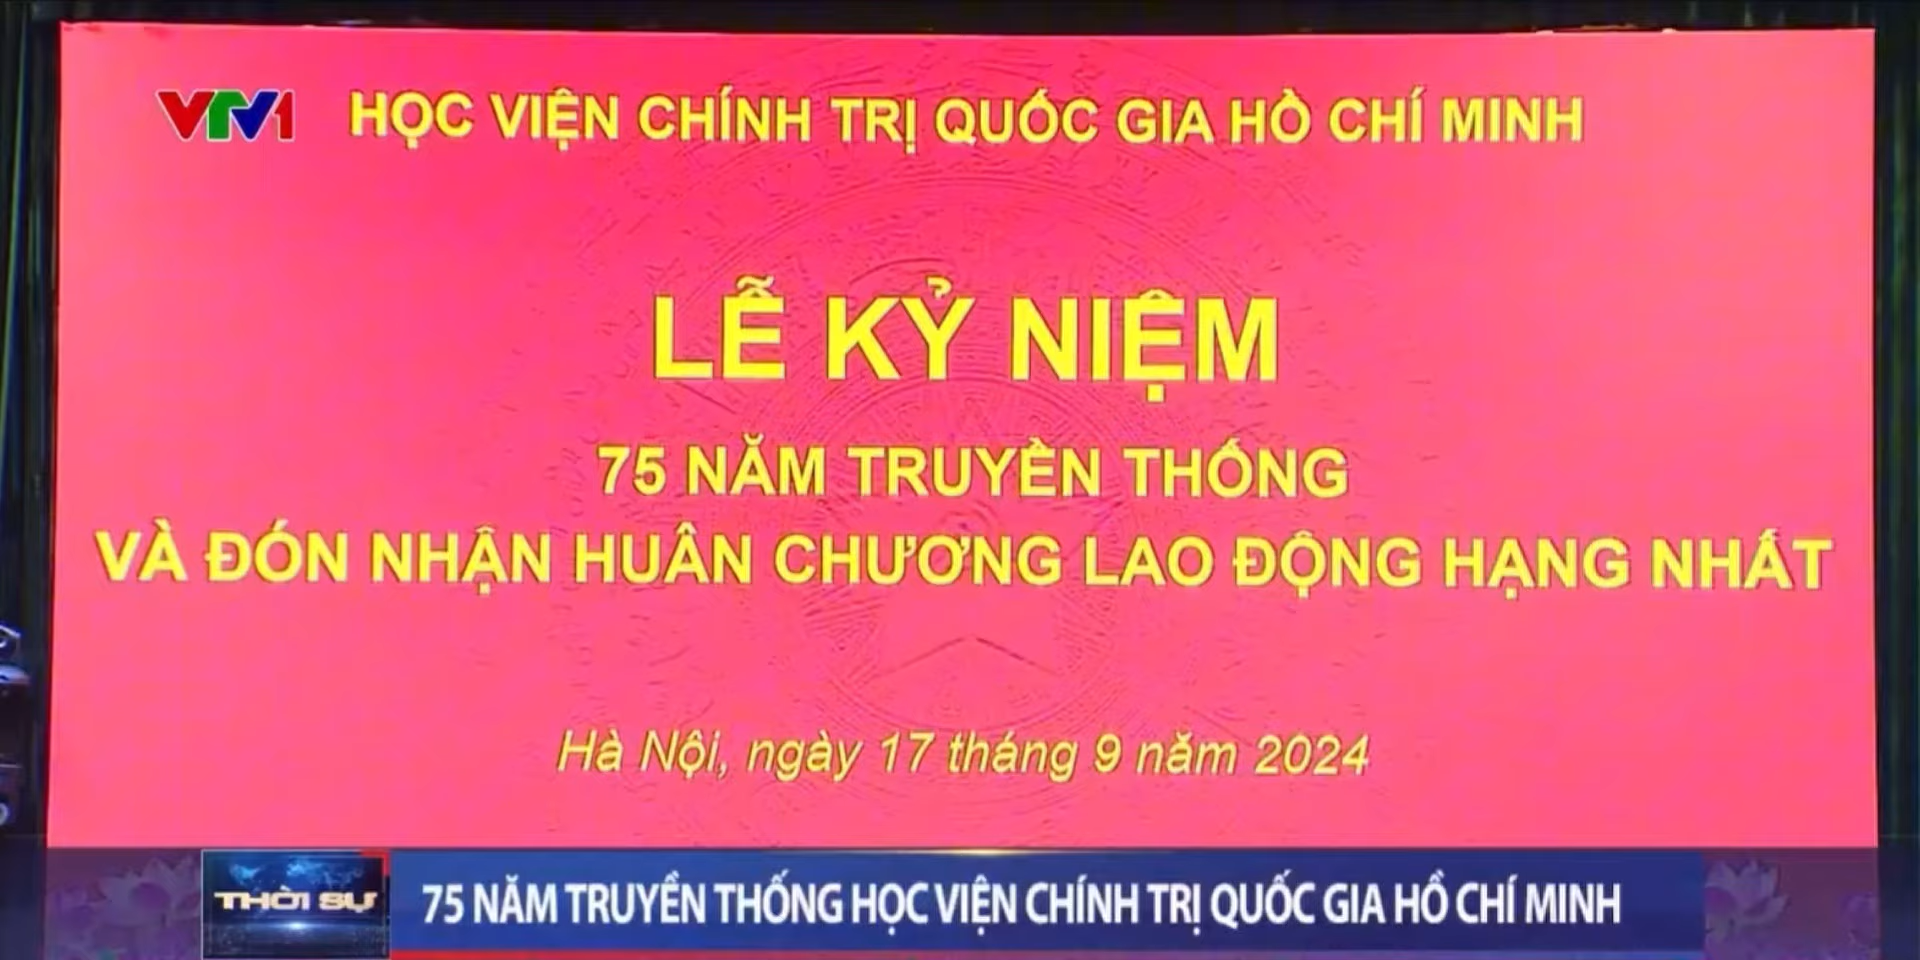 VTV1 HỌC VIỆN CHÍNH TRỊ QUỐC GIA HỒ CHÍ MINH
LỄ KỶ NIỆM
75 NĂM TRUYỀN THỐNG
VÀ ĐÓN NHẬN HUÂN CHƯƠNG LAO ĐỘNG HẠNG NHẤT
Hà Nội, ngày 17 tháng 9 năm 2024
THỜI SỰ 75 NĂM TRUYỀN THỐNG HỌC VIỆN CHÍNH TRỊ QUỐC GIA HỒ CHÍ MINH